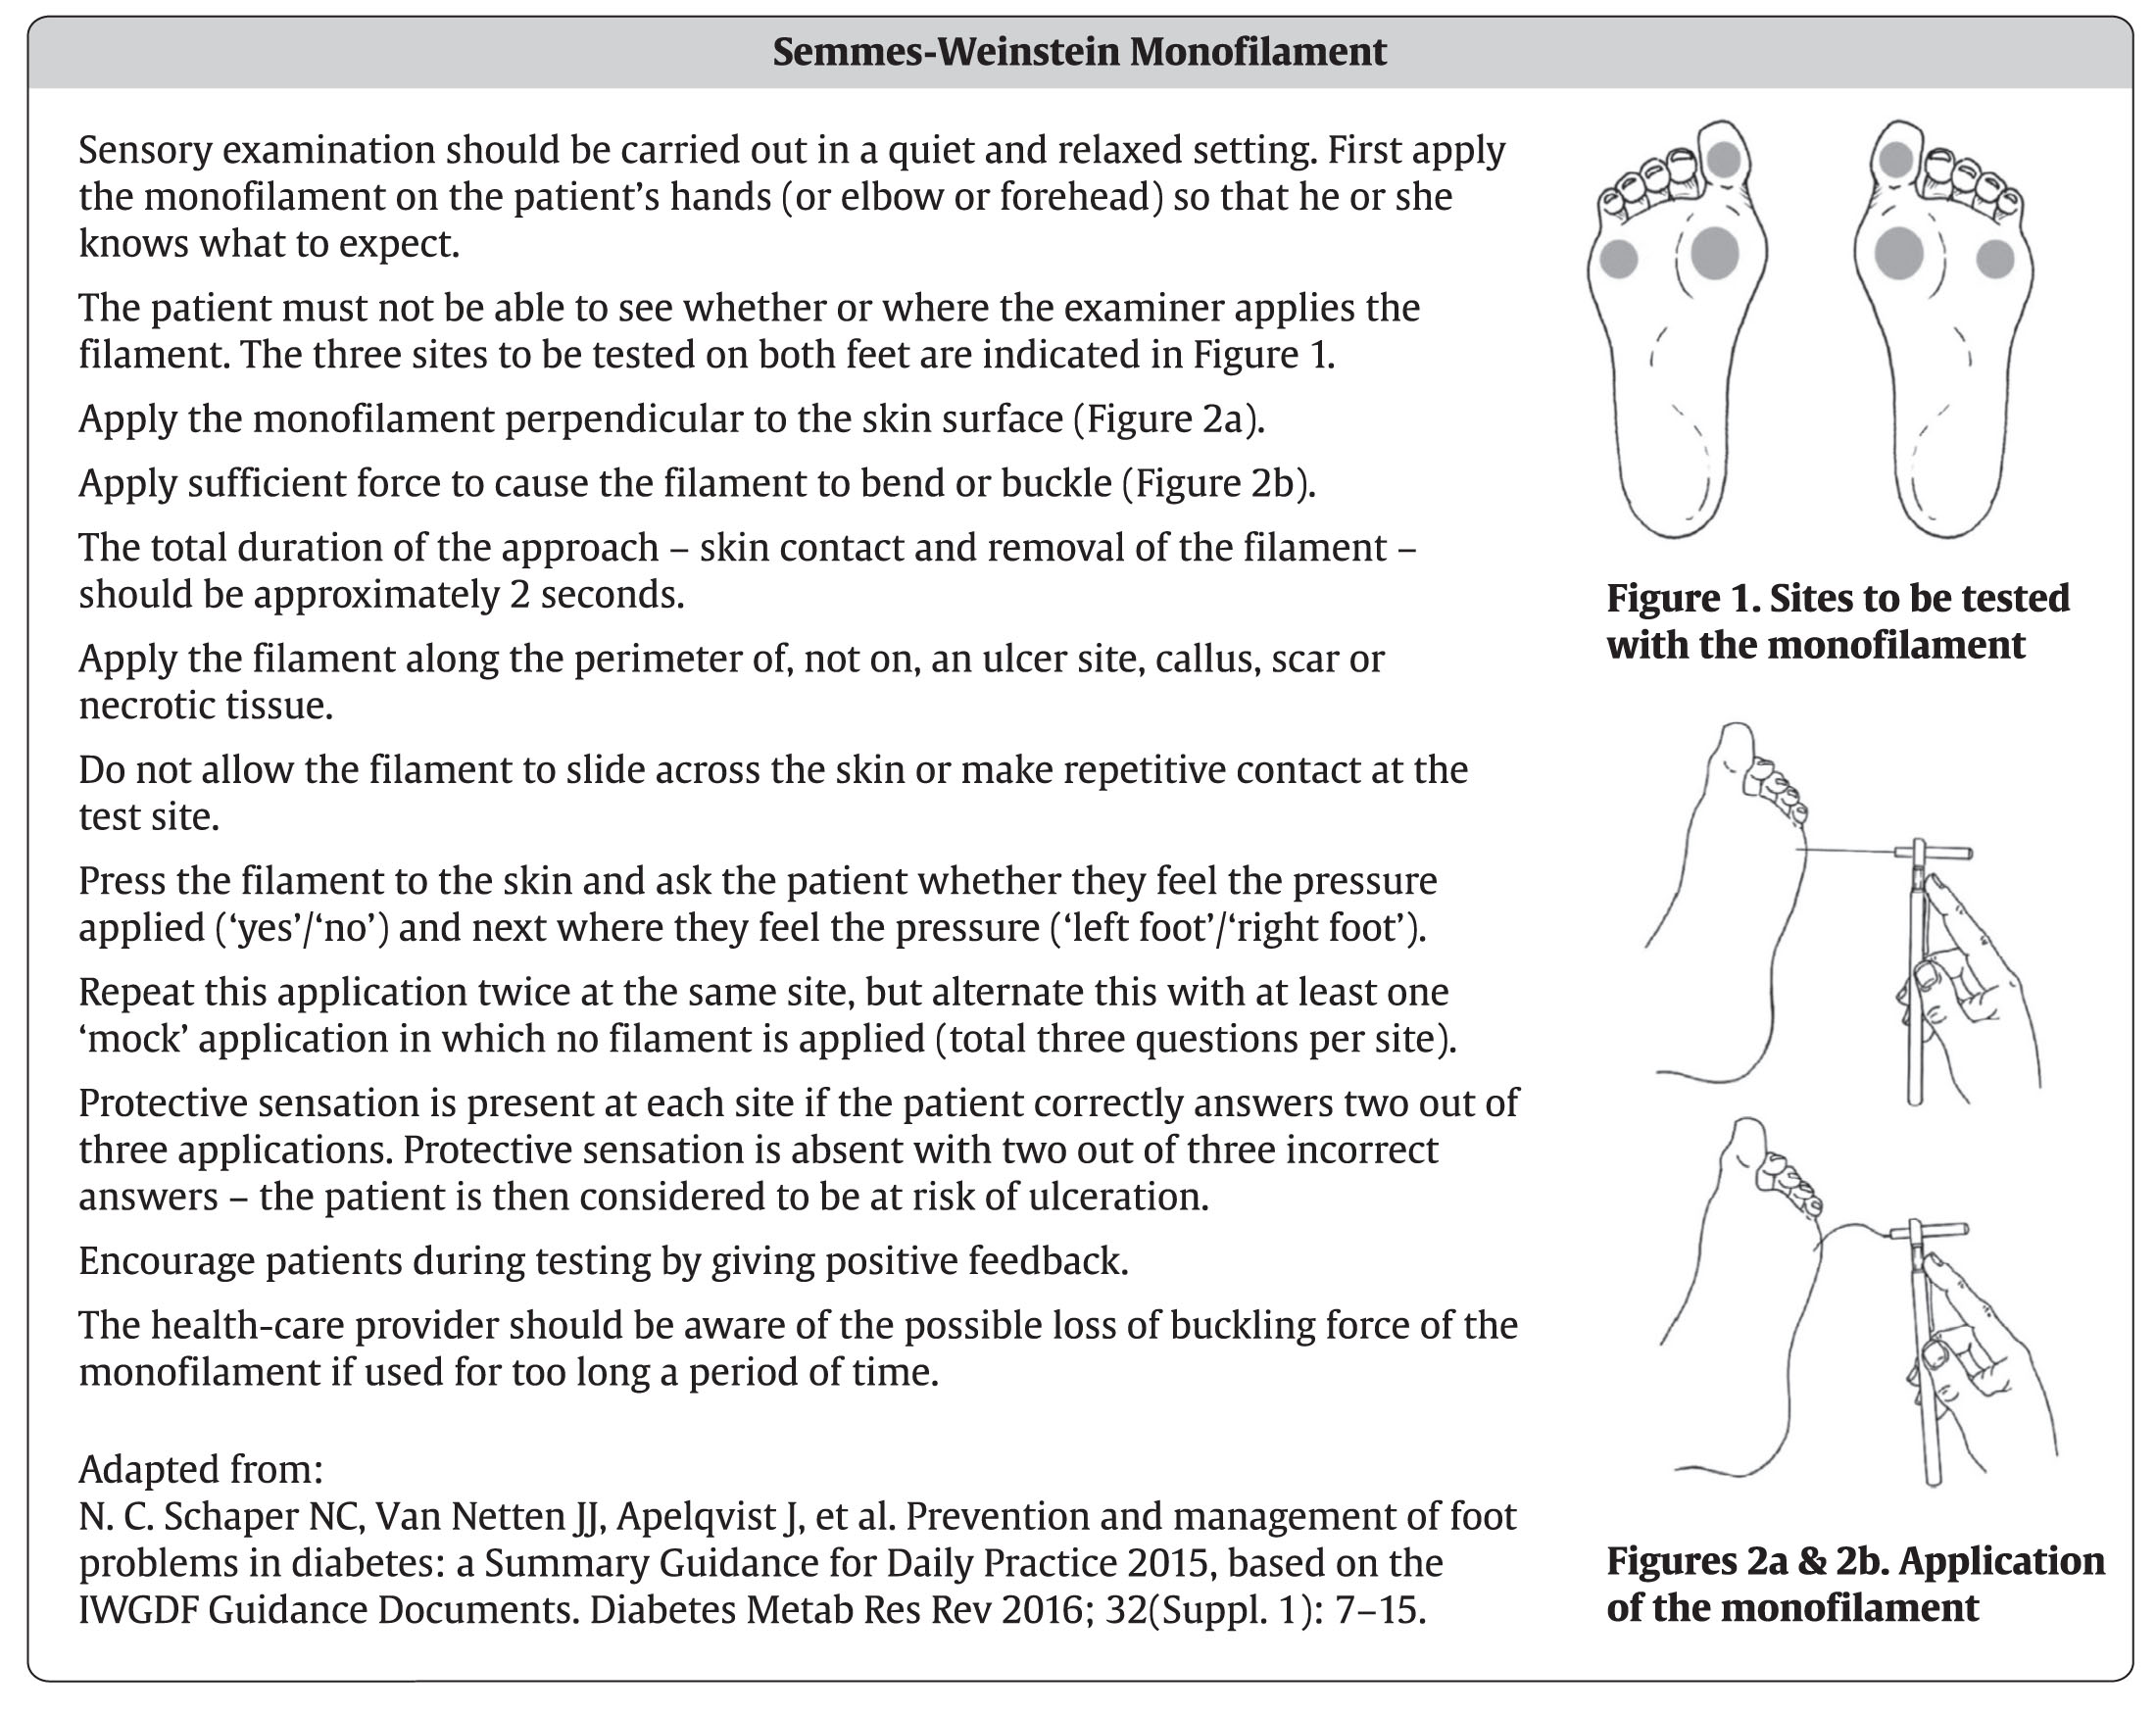 Semmes-Weinstein Monofilament
Sensory examination should be carried out in a quiet and relaxed setting. First apply
the monofilament on the patient’s hands (or elbow or forehead) so that he or she
knows what to expect.
The patient must not be able to see whether or where the examiner applies the
filament. The three sites to be tested on both feet are indicated in Figure 1.
Apply the monofilament perpendicular to the skin surface (Figure 2a).
Apply sufficient force to cause the filament to bend or buckle (Figure 2b).
The total duration of the approach – skin contact and removal of the filament –
should be approximately 2 seconds.
Apply the filament along the perimeter of, not on, an ulcer site, callus, scar or
necrotic tissue.
Do not allow the filament to slide across the skin or make repetitive contact at the
test site.
Press the filament to the skin and ask the patient whether they feel the pressure
applied (‘yes’/‘no’) and next where they feel the pressure (‘left foot’/‘right foot’).
Repeat this application twice at the same site, but alternate this with at least one
‘mock’ application in which no filament is applied (total three questions per site).
Protective sensation is present at each site if the patient correctly answers two out of
three applications. Protective sensation is absent with two out of three incorrect
answers – the patient is then considered to be at risk of ulceration.
Encourage patients during testing by giving positive feedback.
The health-care provider should be aware of the possible loss of buckling force of the
monofilament if used for too long a period of time.
Adapted from:
N. C. Schaper NC, Van Netten JJ, Apelqvist J, et al. Prevention and management of foot
problems in diabetes: a Summary Guidance for Daily Practice 2015, based on the
IWGDF Guidance Documents. Diabetes Metab Res Rev 2016; 32(Suppl. 1): 7–15.
Figure 1. Sites to be tested
with the monofilament
Figures 2a & 2b. Application
of the monofilament